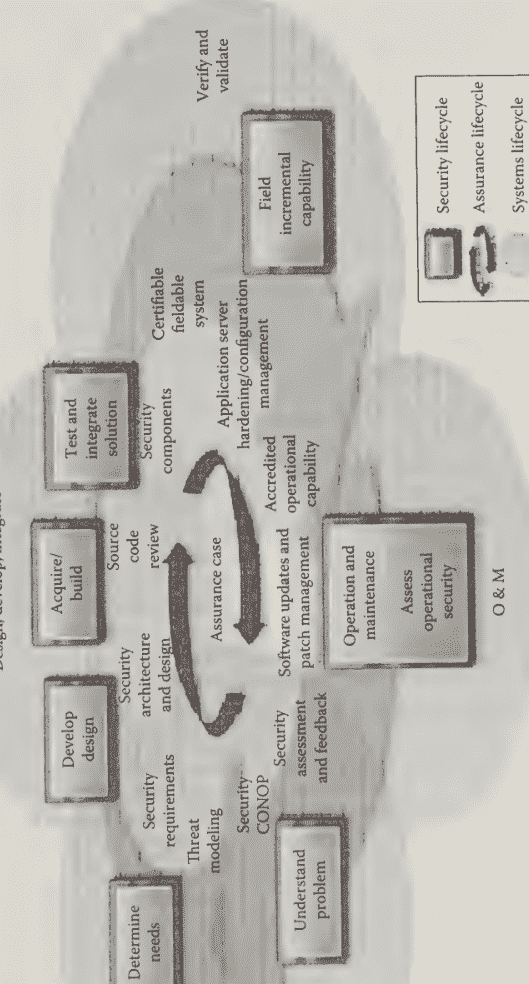 Determine
needs
Develop
design
Acquire/
build
Test and
integrate
solution
Field
incremental
capability
Verify and
validate
Understand
problem
Operation and
maintenance
Assess
operational
security
O & M
Security
requirements
Threat
modeling
Security
CONOP
Security
architecture
and design
Source
code
review
Security
components
Certifiable
fieldable
system
Application server
hardening/configuration
management
Accredited
operational
capability
Software updates and
patch management
Security
assessment
and feedback
Assurance case
Security lifecycle
Assurance lifecycle
Systems lifecycle